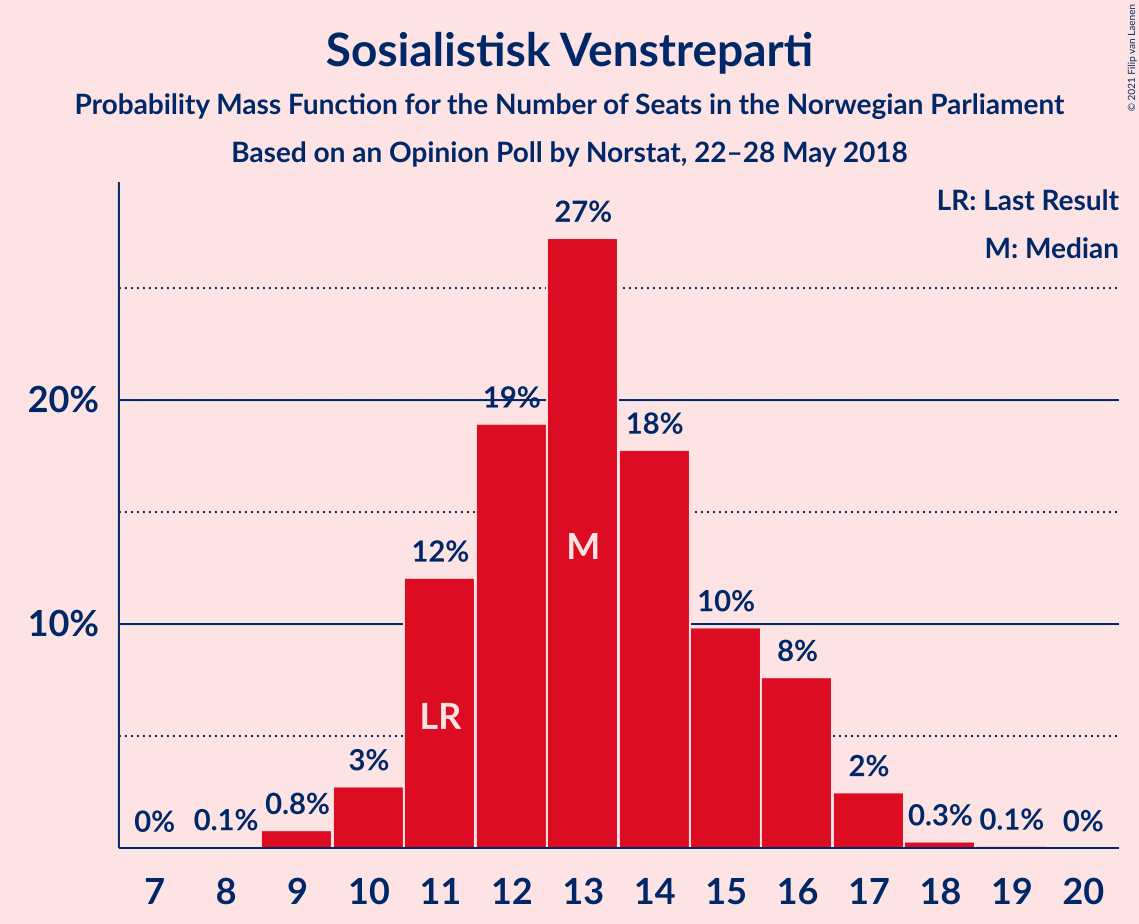 Sosialistisk Venstreparti
Probability Mass Function for the Number of Seats in the Norwegian Parliament
Based on an Opinion Poll by Norstat, 22–28 May 2018
© 2021 Filip van Laenen
LR: Last Result
M: Median
27%
20%
19%
18%
M
12%
10%
10%
8%
LR
3%
2%
0%
0.1%
0.8%
0.3%
0.1%
0%
7 8 9 10 11 12 13 14 15 16 17 18 19 20